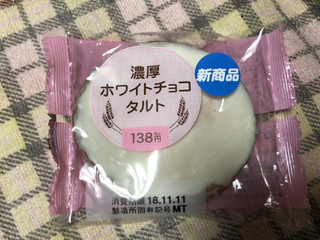 濃厚
ホワイトチョコ
タルト
138円
新商品
消費期限 18.11.11
製造所固有記号 MT